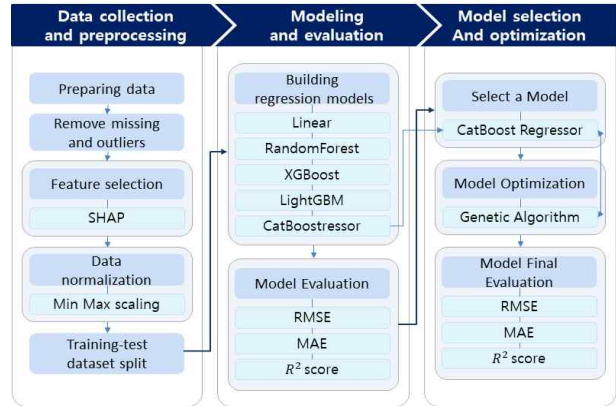 Data collection
and preprocessing
Preparing data
Remove missing
and outliers
Feature selection
SHAP
Data
normalization
Min Max scaling
Training-test
dataset split
Modeling
and evaluation
Building
regression models
Linear
RandomForest
XGBoost
LightGBM
CatBoostressor
Model Evaluation
RMSE
MAE
R² score
Model selection
And optimization
Select a Model
CatBoost Regressor
Model Optimization
Genetic Algorithm
Model Final
Evaluation
RMSE
MAE
R² score